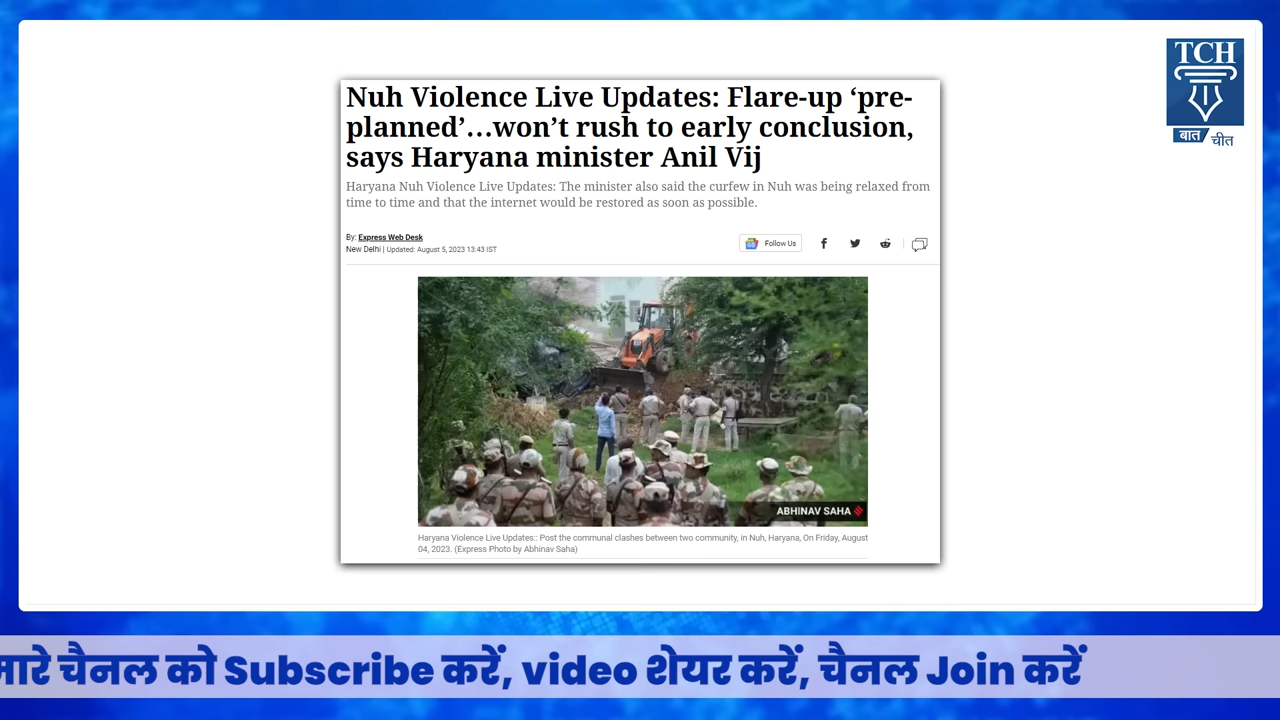 Nuh Violence Live Updates: Flare-up ‘pre-
planned’...won’t rush to early conclusion,
says Haryana minister Anil Vij
Haryana Nuh Violence Live Updates: The minister also said the curfew in Nuh was being relaxed from
time to time and that the internet would be restored as soon as possible.
By: Express Web Desk
New Delhi | Updated: August 5, 2023 13:43 IST
Follow Us
ABHINAV SAHA
Haryana Violence Live Updates:: Post the communal clashes between two community, in Nuh, Haryana, On Friday, August
04, 2023. (Express Photo by Abhinav Saha)
TCH
बात
चीत
मारे चैनल को Subscribe करें, video शेयर करें, चैनल Join करें